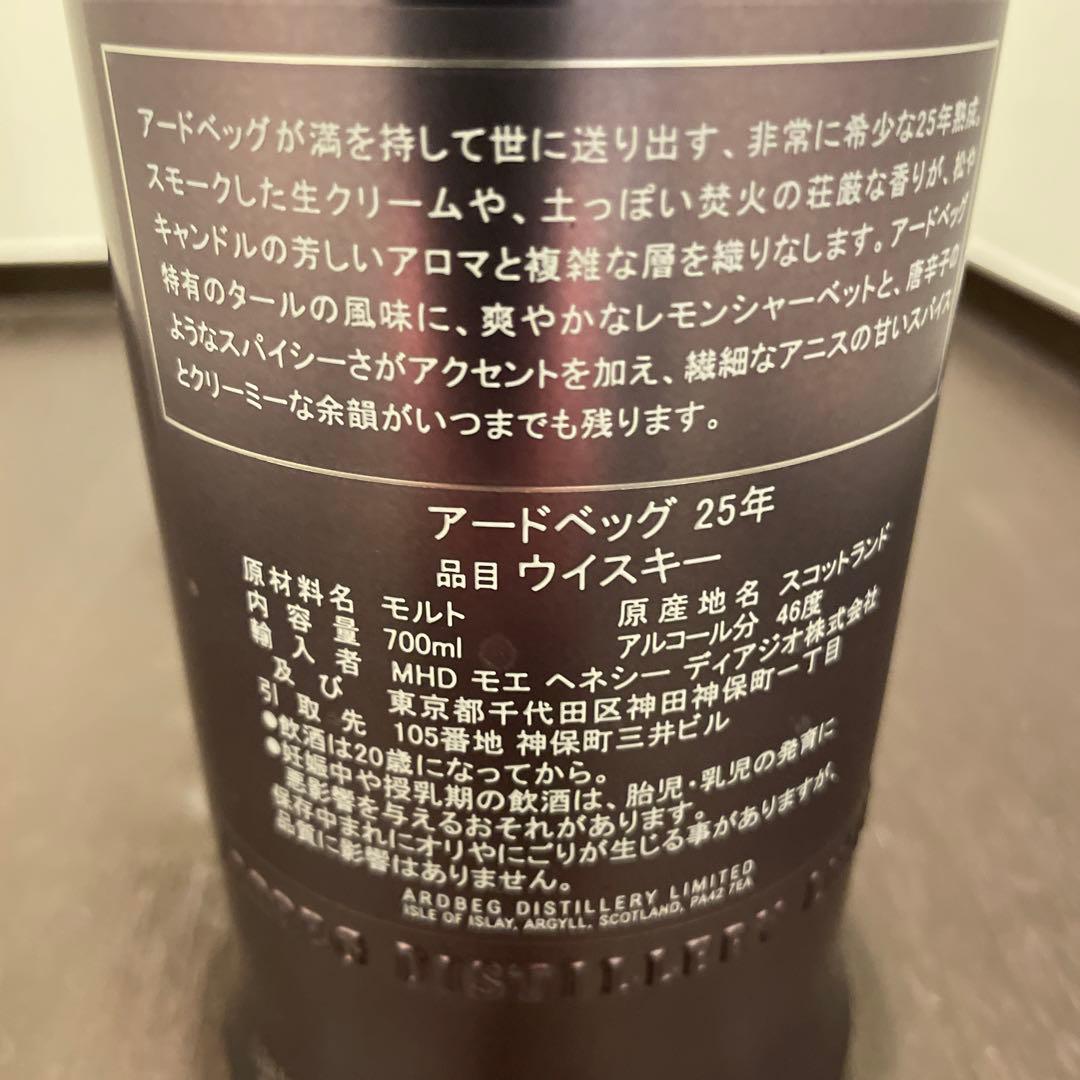 アードベッグが満を持して世に送り出す、非常に希少な25年熟成。
スモークした生クリームや、土っぽい焚火の荘厳な香りが、松や
キャンドルの芳しいアロマと複雑な層を織りなします。アードベッグ
特有のタールの風味に、爽やかなレモンシャーベットと、唐辛子の
ようなスパイシーさがアクセントを加え、繊細なアニスの甘いスパイス
とクリーミーな余韻がいつまでも残ります。
アードベッグ 25年
品目 ウイスキー
原材料名 モルト 原産地名 スコットランド
内容量 700ml アルコール分 46度
輸入者 MHD モエ ヘネシー ディアジオ株式会社
及び 東京都千代田区神田神保町一丁目
引取先 105番地 神保町三井ビル
●飲酒は20歳になってから。
●妊娠中や授乳期の飲酒は、胎児・乳児の発育に
悪影響を与えるおそれがあります。
保存中まれにオリやにごりが生じる事がありますが、
品質に影響はありません。
ARDBEG DISTILLERY LIMITED
ISLE OF ISLAY, ARGYLL, SCOTLAND, PA42 7EA
DISTILLERY